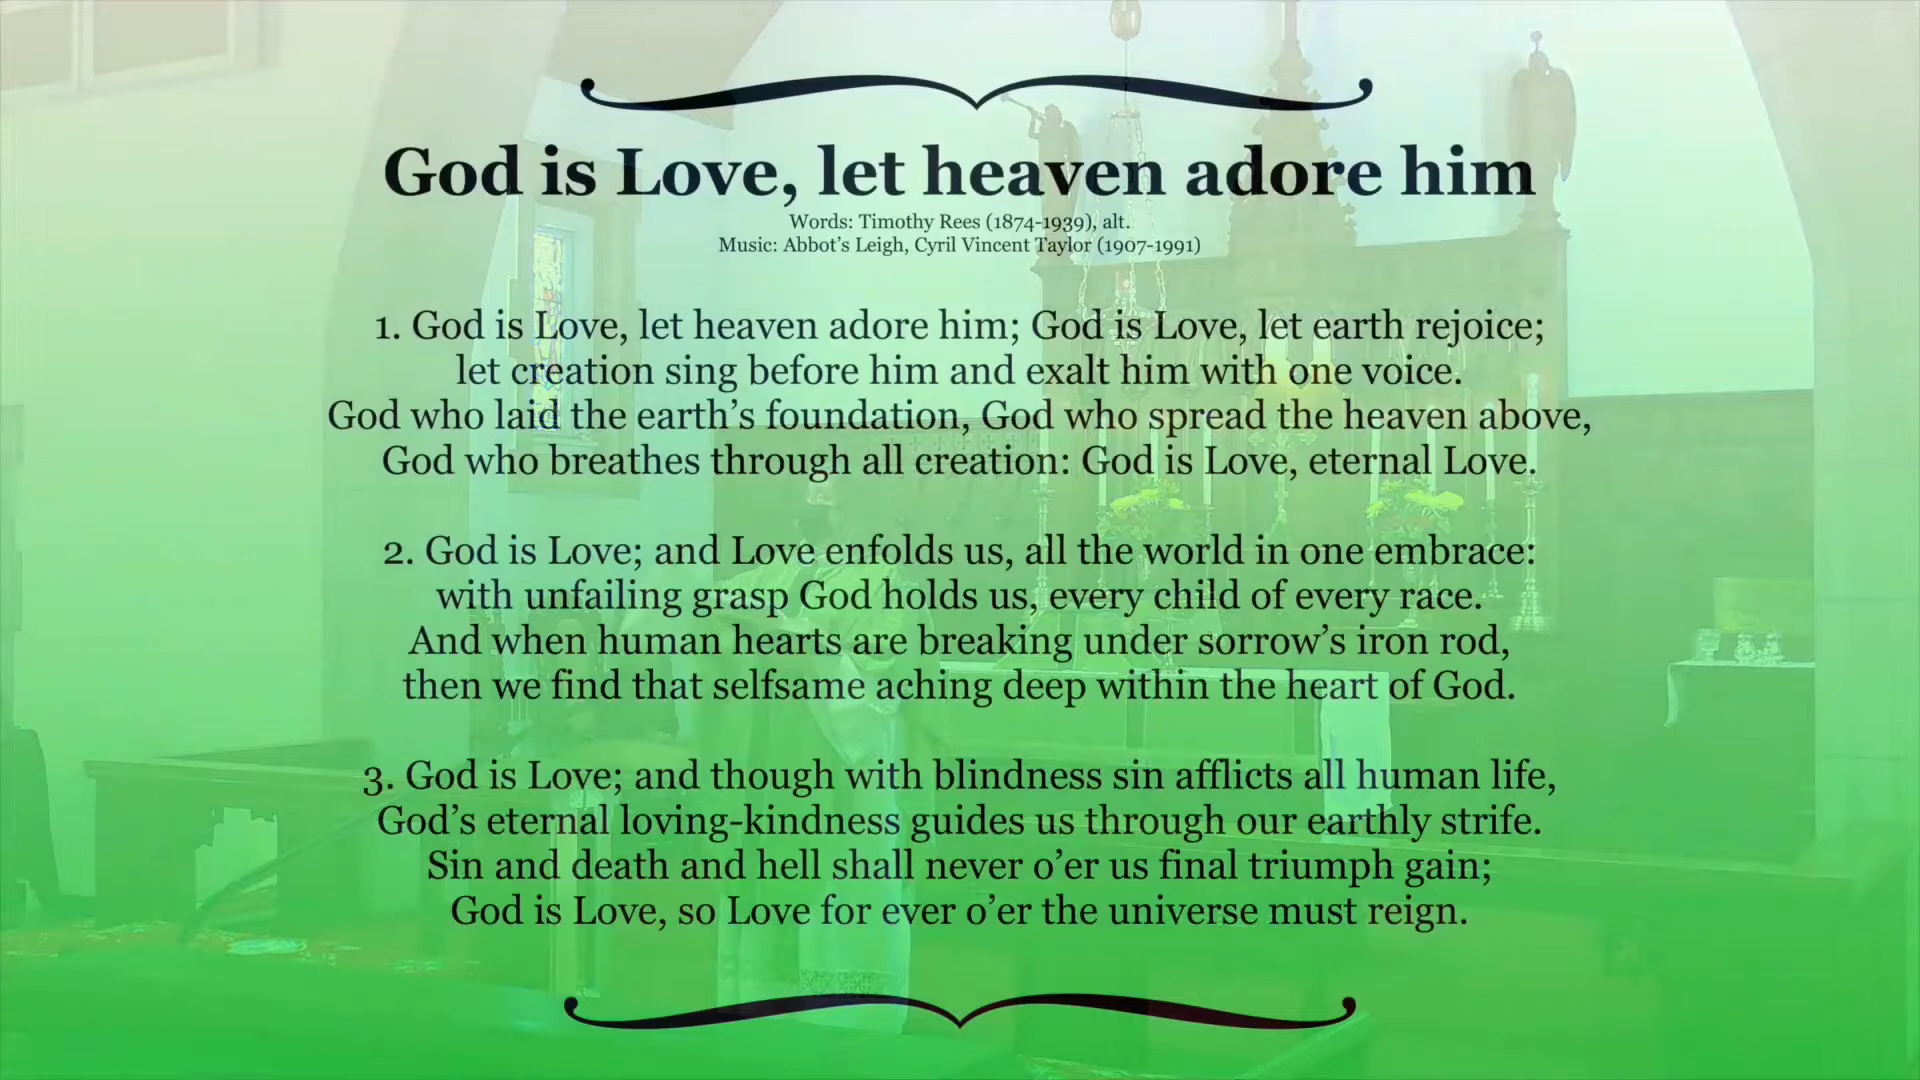 God is Love, let heaven adore him
Words: Timothy Rees (1874-1939), alt.
Music: Abbot’s Leigh, Cyril Vincent Taylor (1907-1991)
1. God is Love, let heaven adore him; God is Love, let earth rejoice;
let creation sing before him and exalt him with one voice.
God who laid the earth’s foundation, God who spread the heaven above,
God who breathes through all creation: God is Love, eternal Love.
2. God is Love; and Love enfolds us, all the world in one embrace:
with unfailing grasp God holds us, every child of every race.
And when human hearts are breaking under sorrow’s iron rod,
then we find that selfsame aching deep within the heart of God.
3. God is Love; and though with blindness sin afflicts all human life,
God’s eternal loving-kindness guides us through our earthly strife.
Sin and death and hell shall never o’er us final triumph gain;
God is Love, so Love for ever o’er the universe must reign.